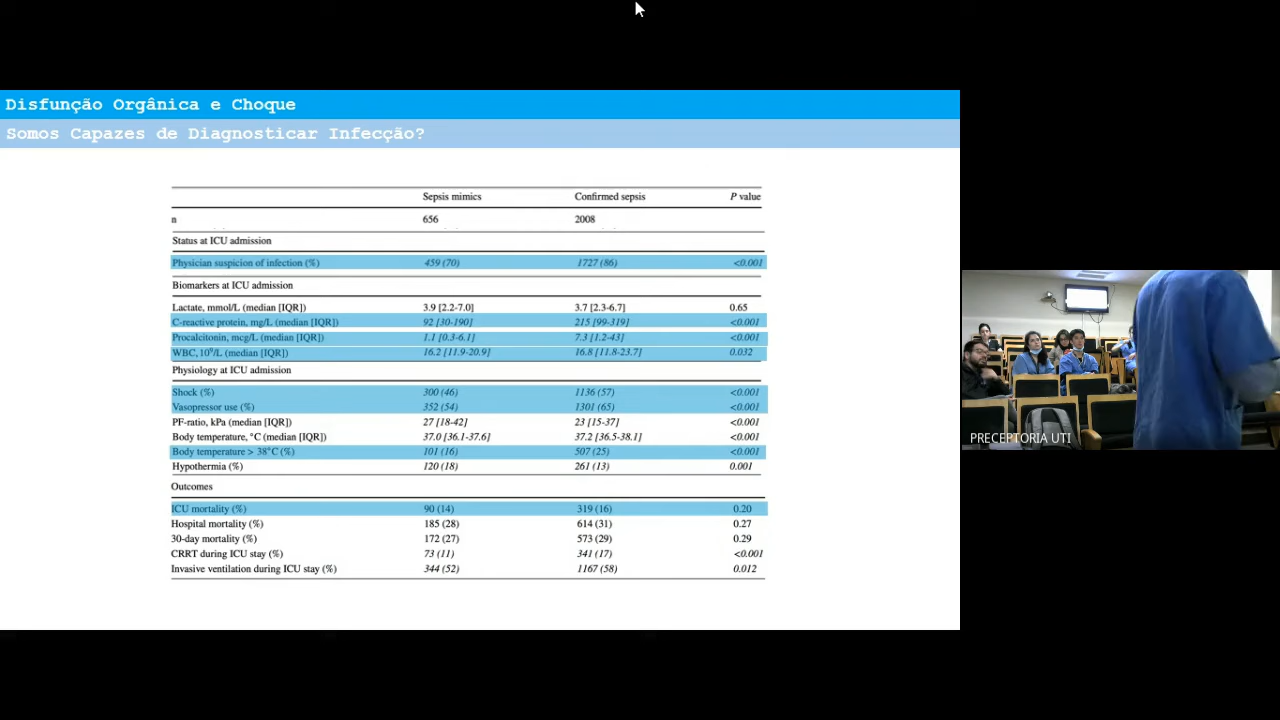 Disfunção Orgânica e Choque
Somos Capazes de Diagnosticar Infecção?
Sepsis mimics Confirmed sepsis P value
n 656 2008
Status at ICU admission
Physician suspicion of infection (%) 459 (70) 1727 (86) <0.001
Biomarkers at ICU admission
Lactate, mmol/L (median [IQR]) 3.9 [2.2-7.0] 3.7 [2.3-6.7] 0.65
C-reactive protein, mg/L (median [IQR]) 92 [30-190] 215 [99-319] <0.001
Procalcitonin, mcg/L (median [IQR]) 1.1 [0.3-6.1] 7.3 [1.2-43] <0.001
WBC, 10⁹/L (median [IQR]) 16.2 [11.9-20.9] 16.8 [11.8-23.7] 0.032
Physiology at ICU admission
Shock (%) 300 (46) 1136 (57) <0.001
Vasopressor use (%) 352 (54) 1301 (65) <0.001
PF-ratio, kPa (median [IQR]) 27 [18-42] 23 [15-37] <0.001
Body temperature, °C (median [IQR]) 37.0 [36.1-37.6] 37.2 [36.5-38.1] <0.001
Body temperature > 38°C (%) 101 (16) 507 (25) <0.001
Hypothermia (%) 120 (18) 261 (13) 0.001
Outcomes
ICU mortality (%) 90 (14) 319 (16) 0.20
Hospital mortality (%) 185 (28) 614 (31) 0.27
30-day mortality (%) 172 (27) 573 (29) 0.29
CRRT during ICU stay (%) 73 (11) 341 (17) <0.001
Invasive ventilation during ICU stay (%) 344 (52) 1167 (58) 0.012
PRECEPTORIA UTI